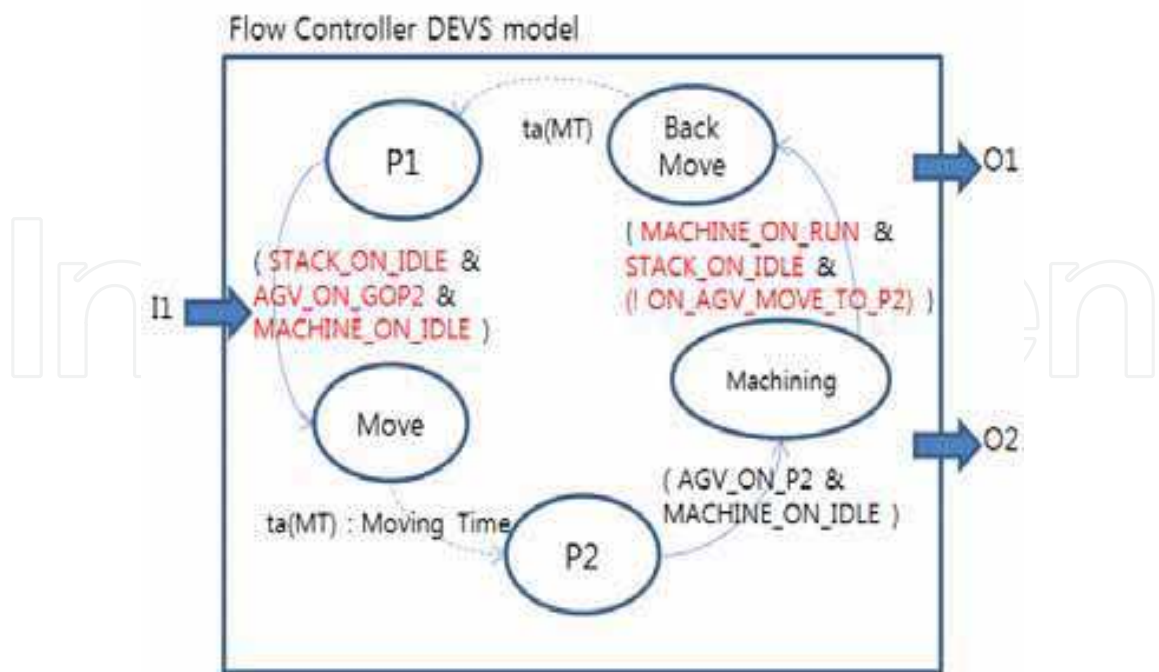 Flow Controller DEVS model
P1
ta(MT)
Back
Move
O1
( STACK_ON_IDLE &
AGV_ON_GOP2 &
MACHINE_ON_IDLE )
( MACHINE_ON_RUN &
STACK_ON_IDLE &
(! ON_AGV_MOVE_TO_P2) )
I1
Machining
Move
O2
( AGV_ON_P2 &
MACHINE_ON_IDLE )
ta(MT) : Moving Time
P2